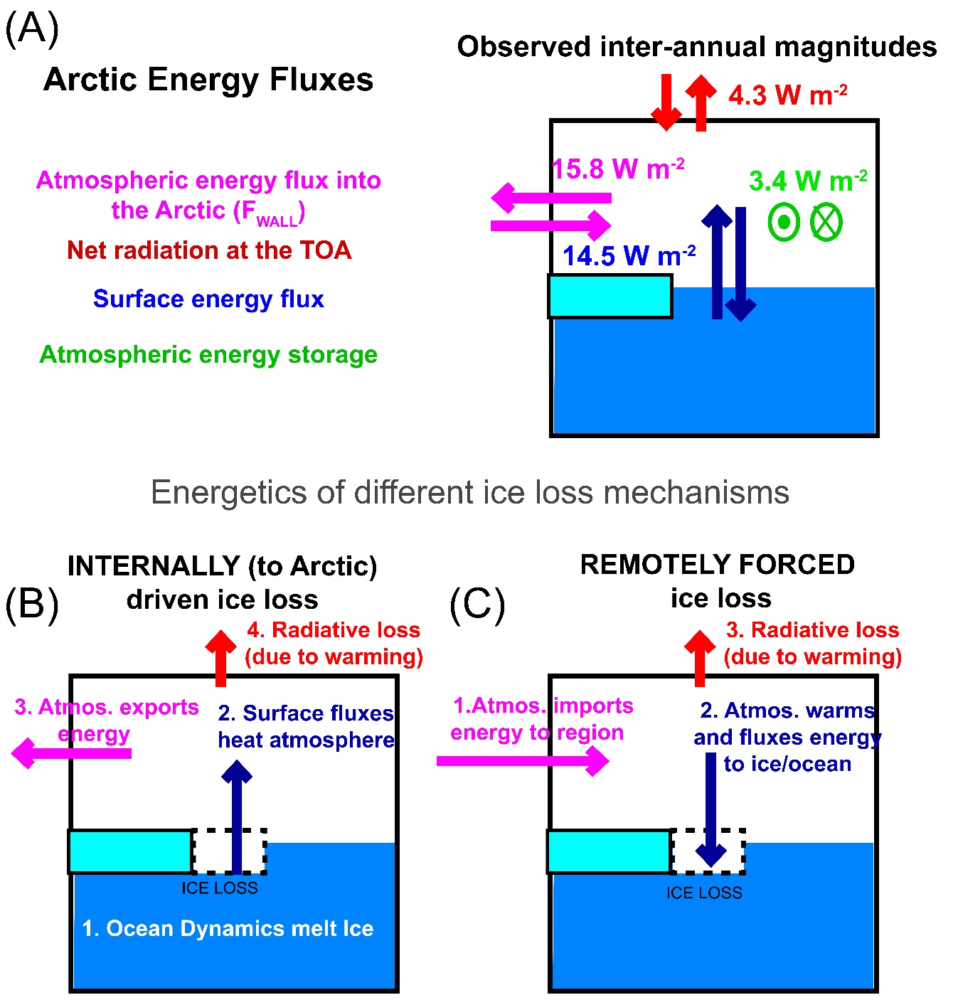 (A)
Arctic Energy Fluxes
Observed inter-annual magnitudes
4.3 W m-2
Atmospheric energy flux into
the Arctic (FWALL)
Net radiation at the TOA
Surface energy flux
Atmospheric energy storage
15.8 W m-2
3.4 W m-2
14.5 W m-2
Energetics of different ice loss mechanisms
(B)
INTERNALLY (to Arctic)
driven ice loss
4. Radiative loss
(due to warming)
3. Atmos. exports
energy
2. Surface fluxes
heat atmosphere
ICE LOSS
1. Ocean Dynamics melt Ice
(C)
REMOTELY FORCED
ice loss
3. Radiative loss
(due to warming)
1.Atmos. imports
energy to region
2. Atmos. warms
and fluxes energy
to ice/ocean
ICE LOSS